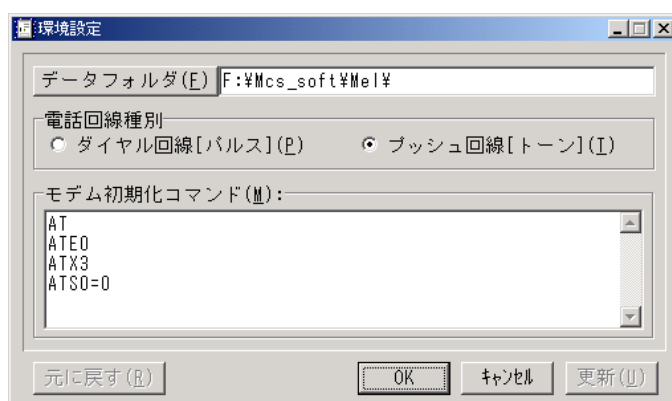 環境設定
データフォルダ(F) F:¥Mcs_soft¥Mel¥
電話回線種別
ダイヤル回線[パルス](P) プッシュ回線[トーン](T)
モデム初期化コマンド(M):
AT
ATE0
ATX3
ATS0=0
元に戻す(R) OK ｷｬﾝｾﾙ 更新(U)